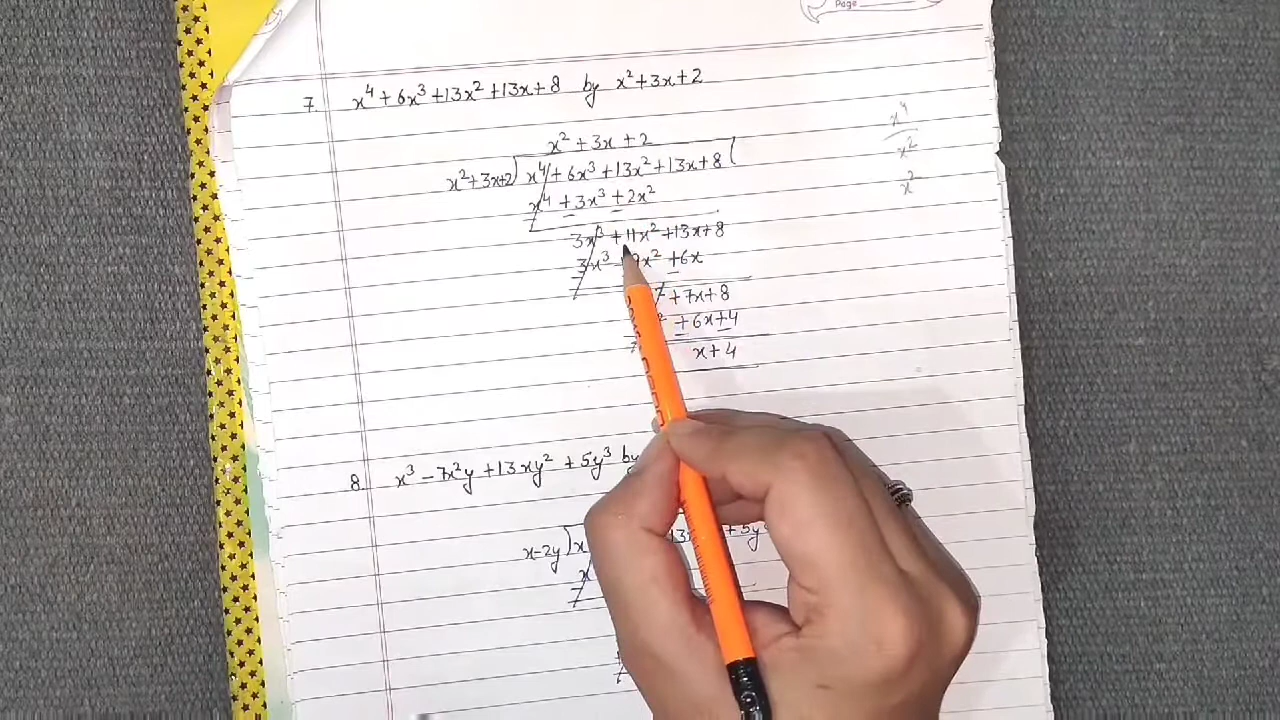 Page
7. x⁴ + 6x³ + 13x² + 13x + 8 by x² + 3x + 2
x⁴
x²
x²
x² + 3x + 2
x² + 3x + 2) x⁴ + 6x³ + 13x² + 13x + 8 (
x⁴ + 3x³ + 2x²
3x³ + 11x² + 13x + 8
3x³ 9x² + 6x
+ 7x + 8
² + 6x + 4
x + 4
8. x³ - 7x²y + 13xy² + 5y³ by
x - 2y) x 13x + 5y
x